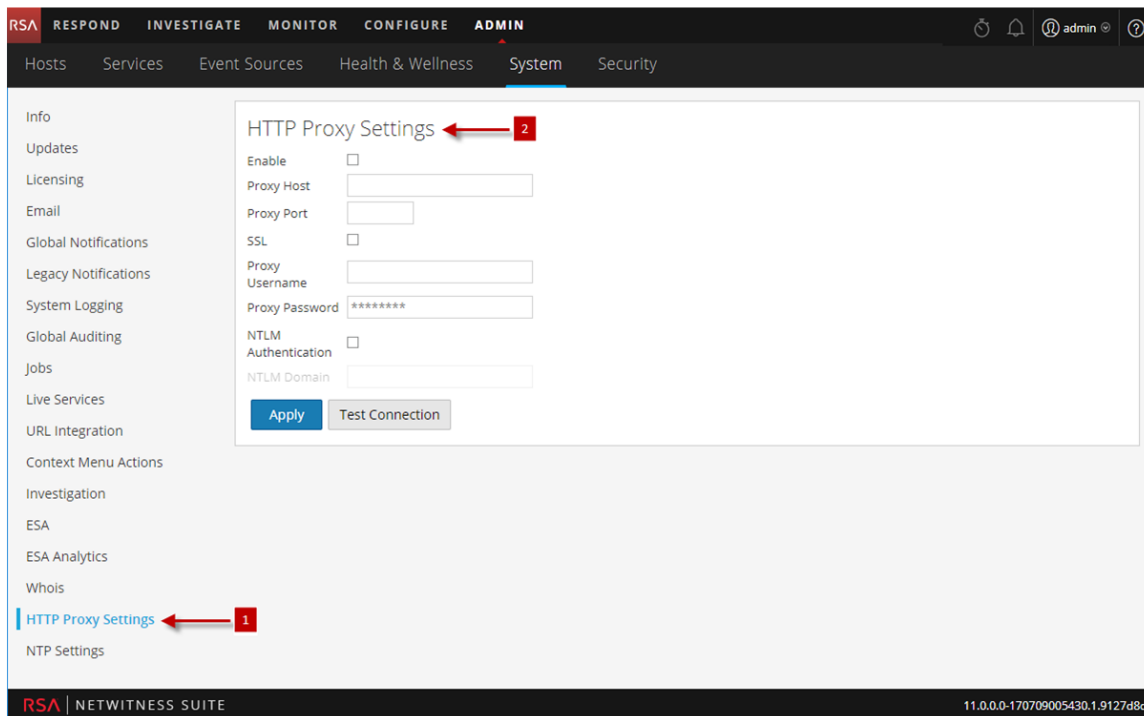 RSA RESPOND INVESTIGATE MONITOR CONFIGURE ADMIN admin ?
Hosts Services Event Sources Health & Wellness System Security
Info
Updates
Licensing
Email
Global Notifications
Legacy Notifications
System Logging
Global Auditing
Jobs
Live Services
URL Integration
Context Menu Actions
Investigation
ESA
ESA Analytics
Whois
HTTP Proxy Settings 1
NTP Settings
HTTP Proxy Settings 2
Enable
Proxy Host
Proxy Port
SSL
Proxy
Username
Proxy Password ********
NTLM
Authentication
NTLM Domain
Apply Test Connection
RSA | NETWITNESS SUITE 11.0.0.0-170709005430.1.9127d8